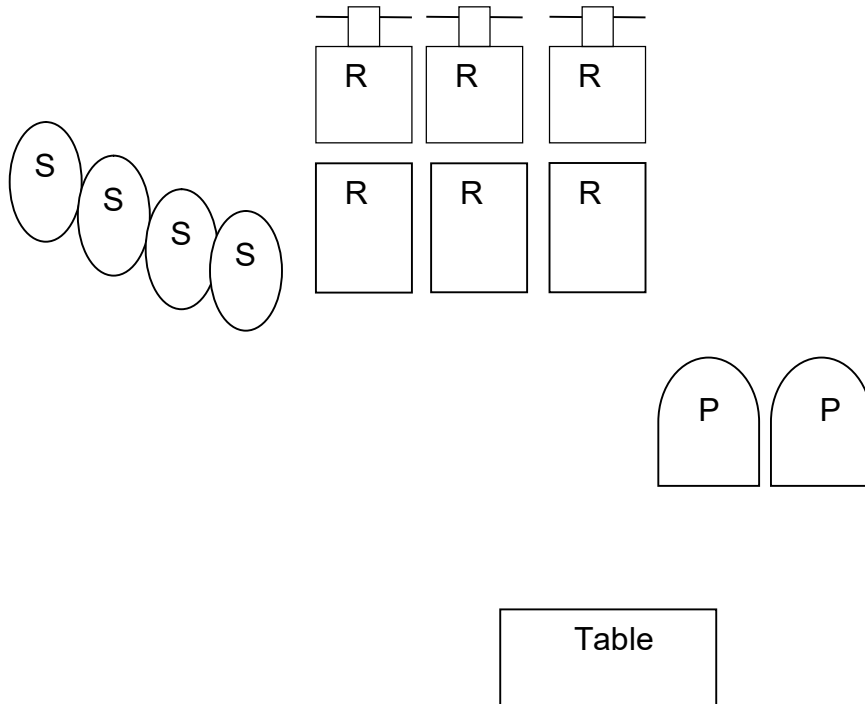 R R R
S S S S
R R R
P P
Table